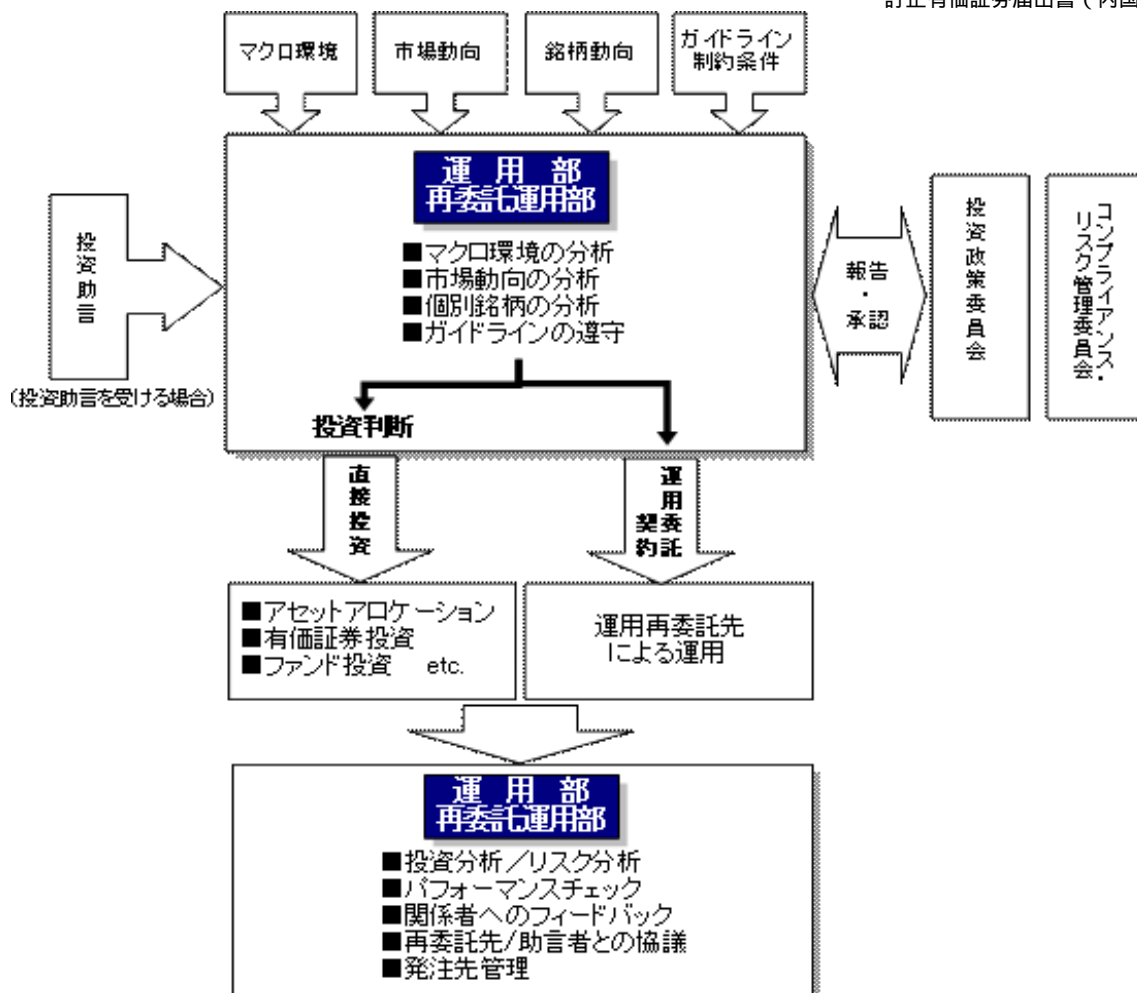 訂正有価証券届出書（内国
マクロ環境
市場動向
銘柄動向
ガイドライン
制約条件
運用部
再委託運用部
■マクロ環境の分析
■市場動向の分析
■個別銘柄の分析
■ガイドラインの遵守
投資判断
投資助言
(投資助言を受ける場合)
報告
・
承認
投資政策委員会
コンプライアンス・
リスク管理委員会
直接投資
運用委託
契約
■アセットアロケーション
■有価証券投資
■ファンド投資 etc.
運用再委託先
による運用
運用部
再委託運用部
■投資分析／リスク分析
■パフォーマンスチェック
■関係者へのフィードバック
■再委託先/助言者との協議
■発注先管理